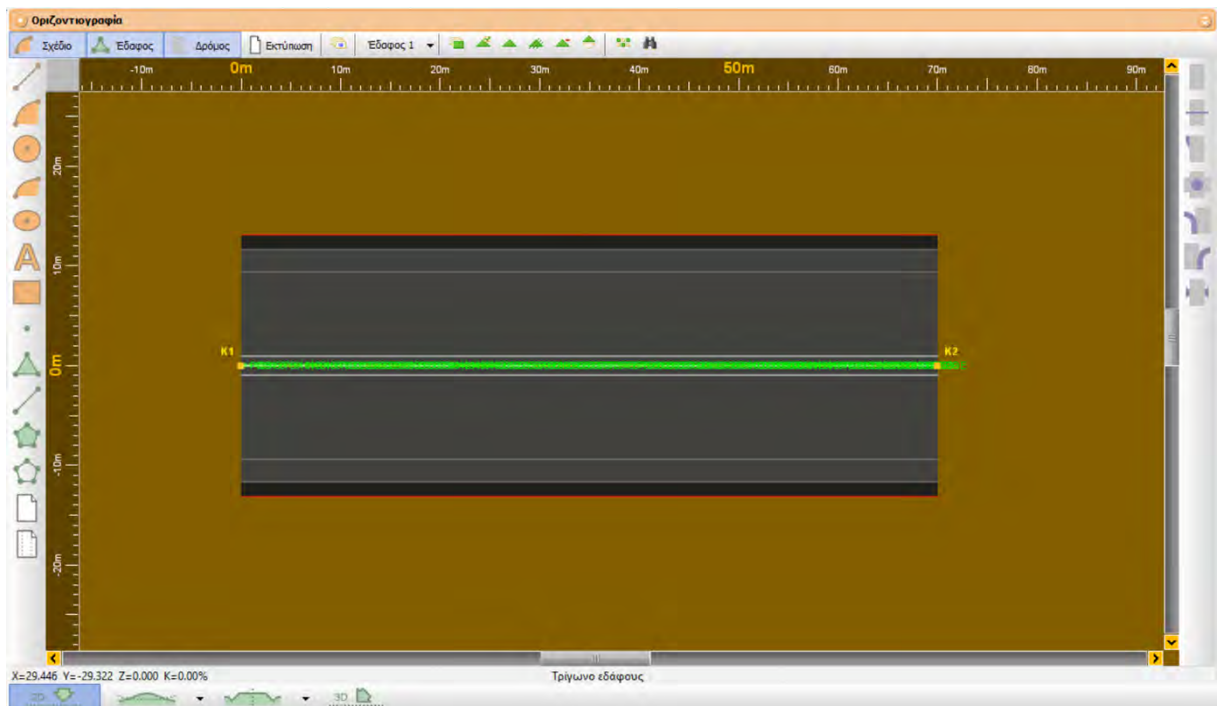 Οριζοντιογραφία
Σχέδιο Έδαφος Δρόμος Εκτύπωση Έδαφος 1
-10m 0m 10m 20m 30m 40m 50m 60m 70m 80m 90m
20m
10m
K1 K2
0m
-10m
-20m
X=29.446 Y=-29.322 Z=0.000 K=0.00% Τρίγωνο εδάφους
2D 3D